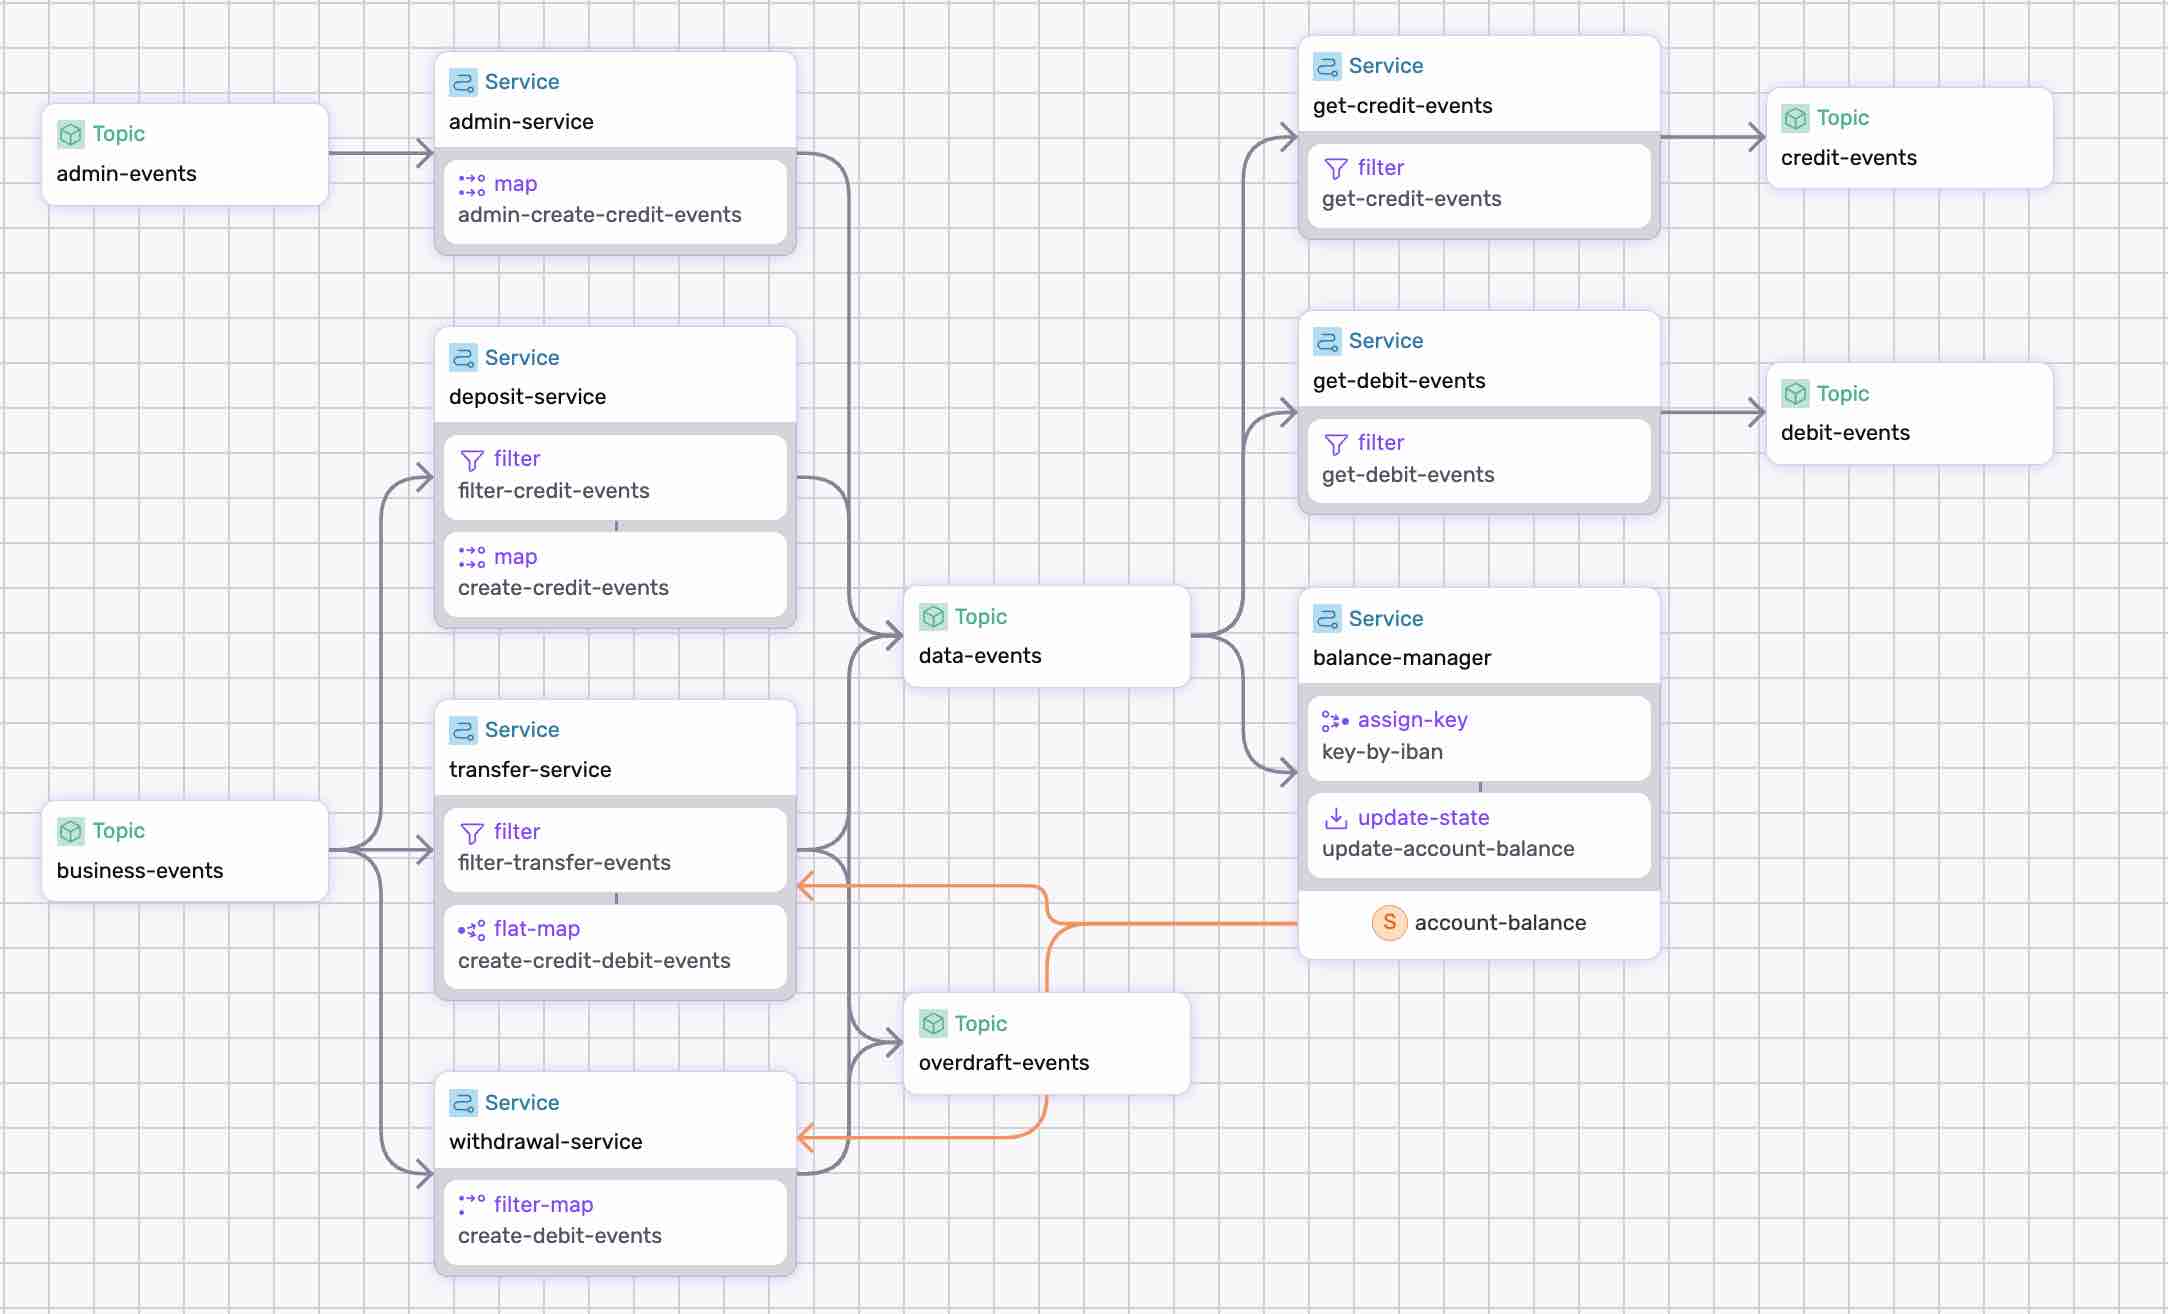 Topic
admin-events
Service
admin-service
map
admin-create-credit-events
Service
deposit-service
filter
filter-credit-events
map
create-credit-events
Service
transfer-service
filter
filter-transfer-events
flat-map
create-credit-debit-events
Topic
business-events
Service
withdrawal-service
filter-map
create-debit-events
Topic
data-events
Topic
overdraft-events
Service
get-credit-events
filter
get-credit-events
Topic
credit-events
Service
get-debit-events
filter
get-debit-events
Topic
debit-events
Service
balance-manager
assign-key
key-by-iban
update-state
update-account-balance
S account-balance